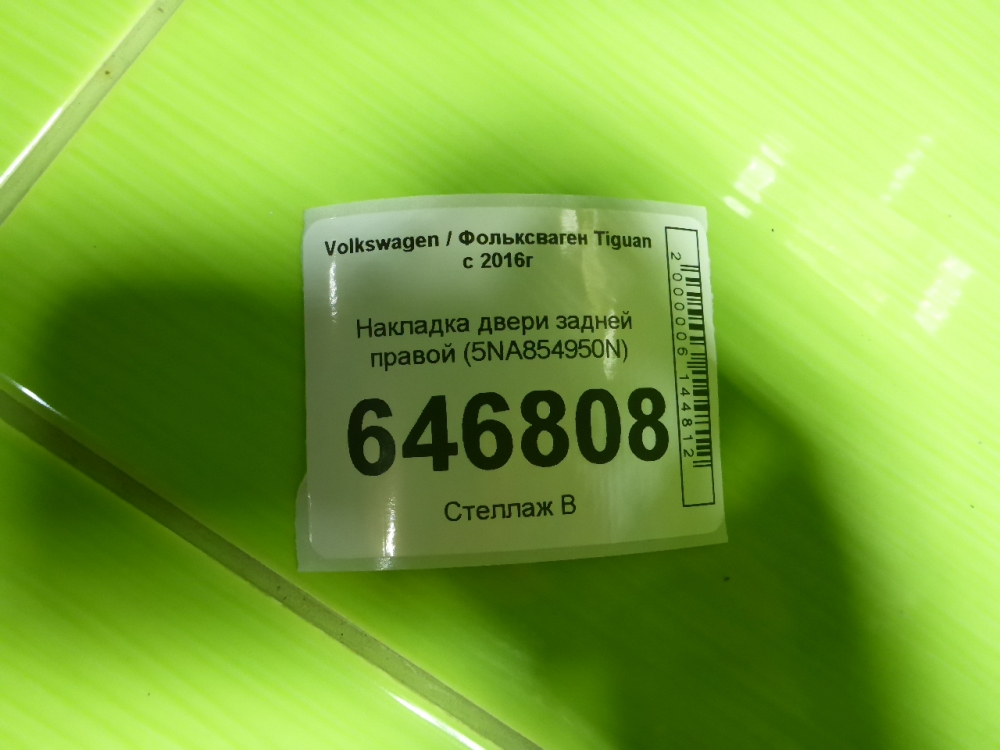 Volkswagen / Фольксваген Tiguan
с 2016г
Накладка двери задней
правой (5NA854950N)
646808
Стеллаж В
2000006144812